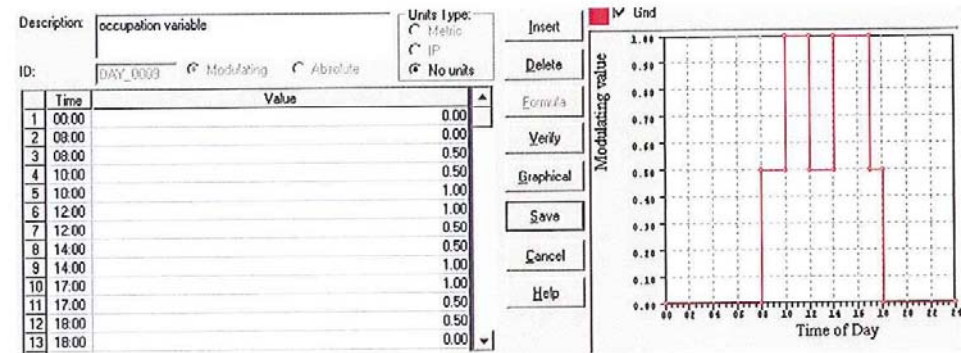 Description: occupation variable
Units Type:
Metric
IP
No units
ID: DAY_0009 Modulating Absolute
Time Value
1 00:00 0.00
2 08:00 0.00
3 08:00 0.50
4 10:00 0.50
5 10:00 1.00
6 12:00 1.00
7 12:00 0.50
8 14:00 0.50
9 14:00 1.00
10 17:00 1.00
11 17:00 0.50
12 18:00 0.50
13 18:00 0.00
Insert
Delete
Formula
Verify
Graphical
Save
Cancel
Help
Grid
Modulating value
1.00
0.90
0.80
0.70
0.60
0.50
0.40
0.30
0.20
0.10
0.00
00 02 04 06 08 10 12 14 16 18 20 22 24
Time of Day